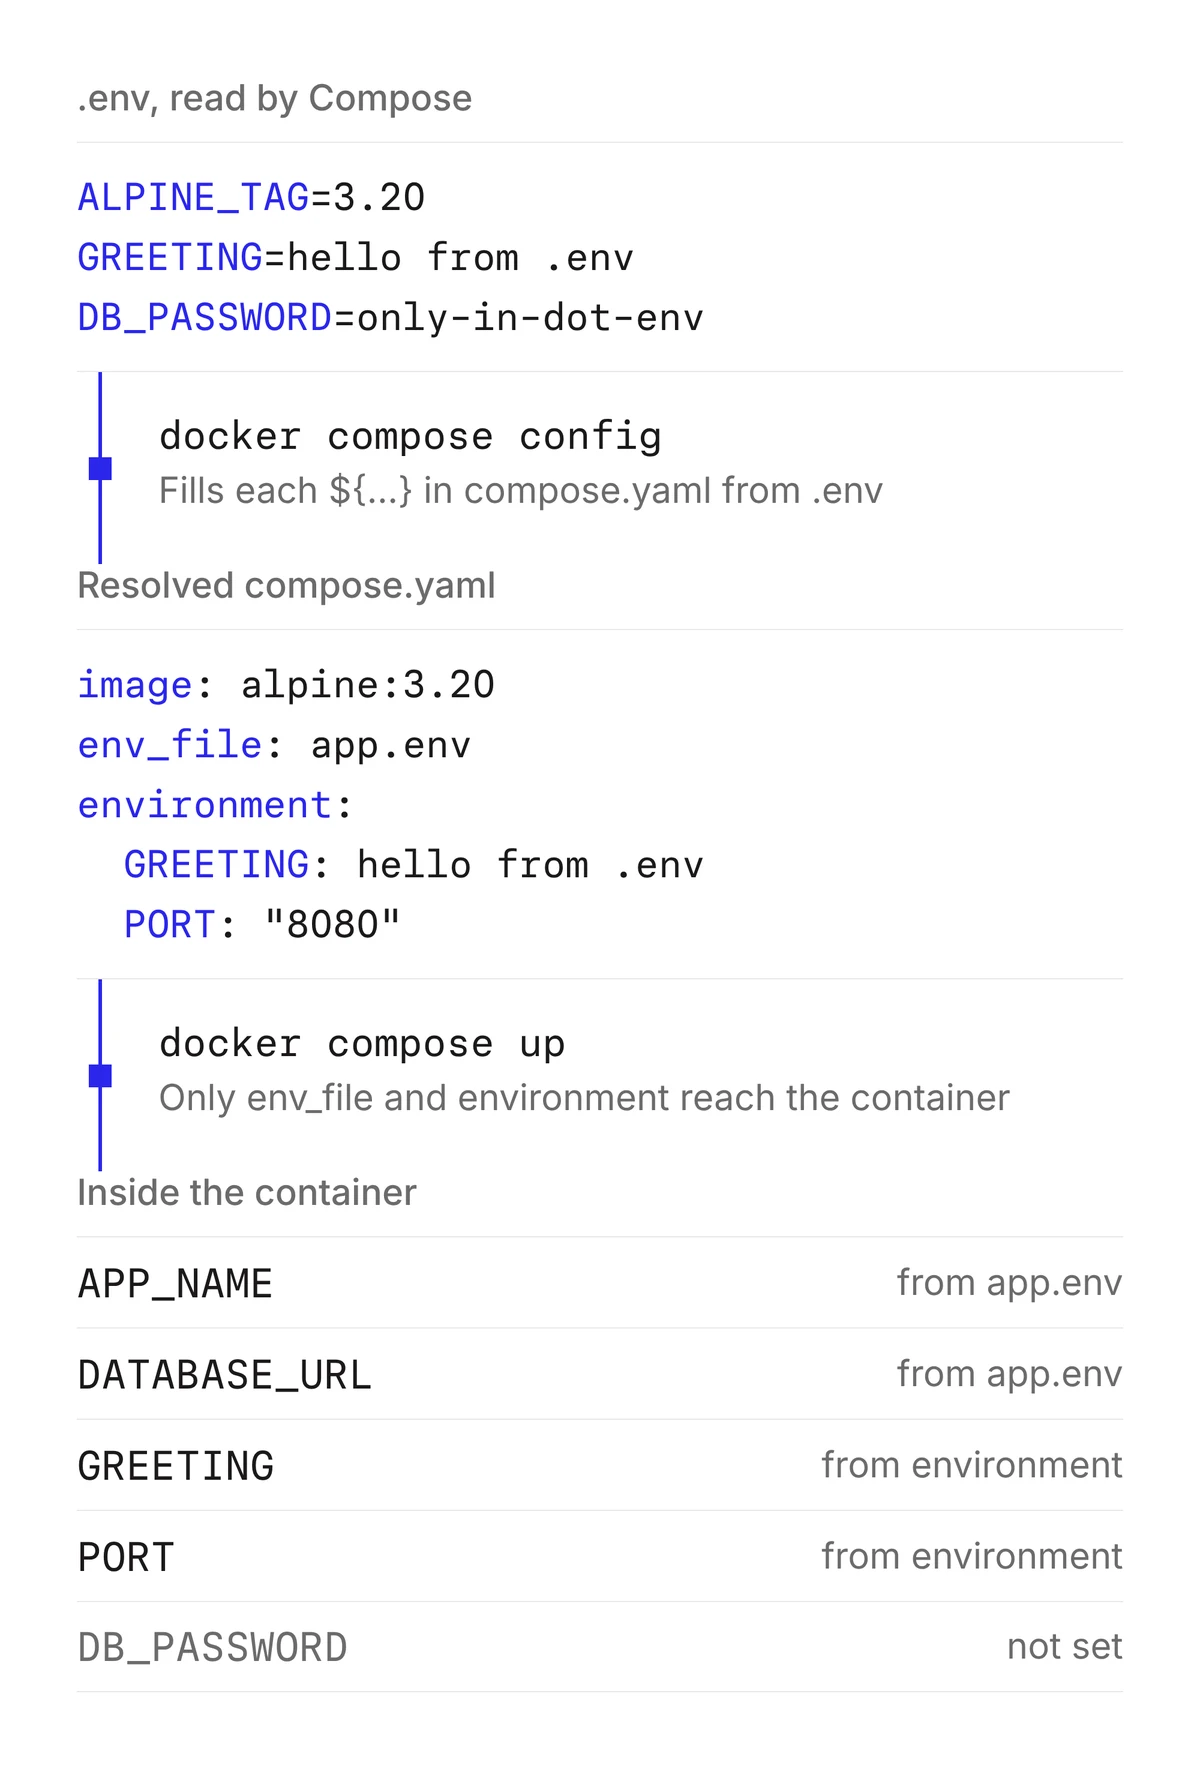 .env, read by Compose
ALPINE_TAG=3.20
GREETING=hello from .env
DB_PASSWORD=only-in-dot-env
docker compose config
Fills each ${...} in compose.yaml from .env
Resolved compose.yaml
image: alpine:3.20
env_file: app.env
environment:
  GREETING: hello from .env
  PORT: "8080"
docker compose up
Only env_file and environment reach the container
Inside the container
APP_NAME from app.env
DATABASE_URL from app.env
GREETING from environment
PORT from environment
DB_PASSWORD not set